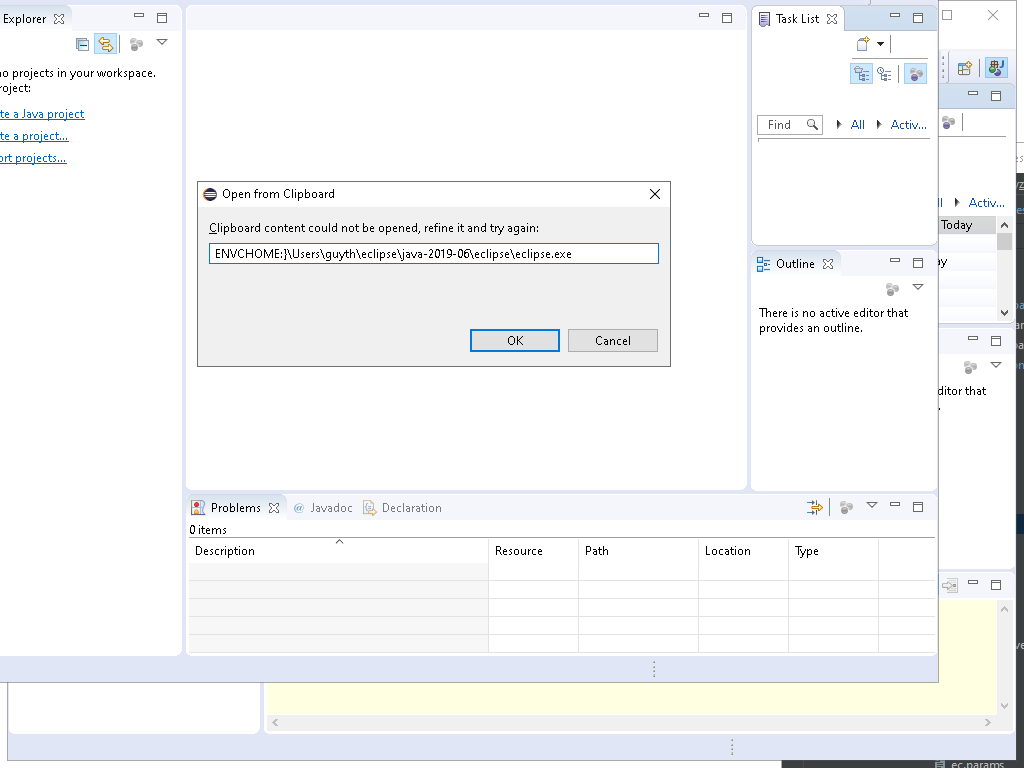 Explorer
Task List
no projects in your workspace.
roject:
te a Java project
te a project...
ort projects...
Find
All
Activ...
Activ...
Today
Open from Clipboard
Clipboard content could not be opened, refine it and try again:
ENVCHOME:}\Users\guyth\eclipse\java-2019-06\eclipse\eclipse.exe
OK
Cancel
Outline
There is no active editor that
provides an outline.
ditor that
Problems
@ Javadoc
Declaration
0 items
Description
Resource
Path
Location
Type
ec.params